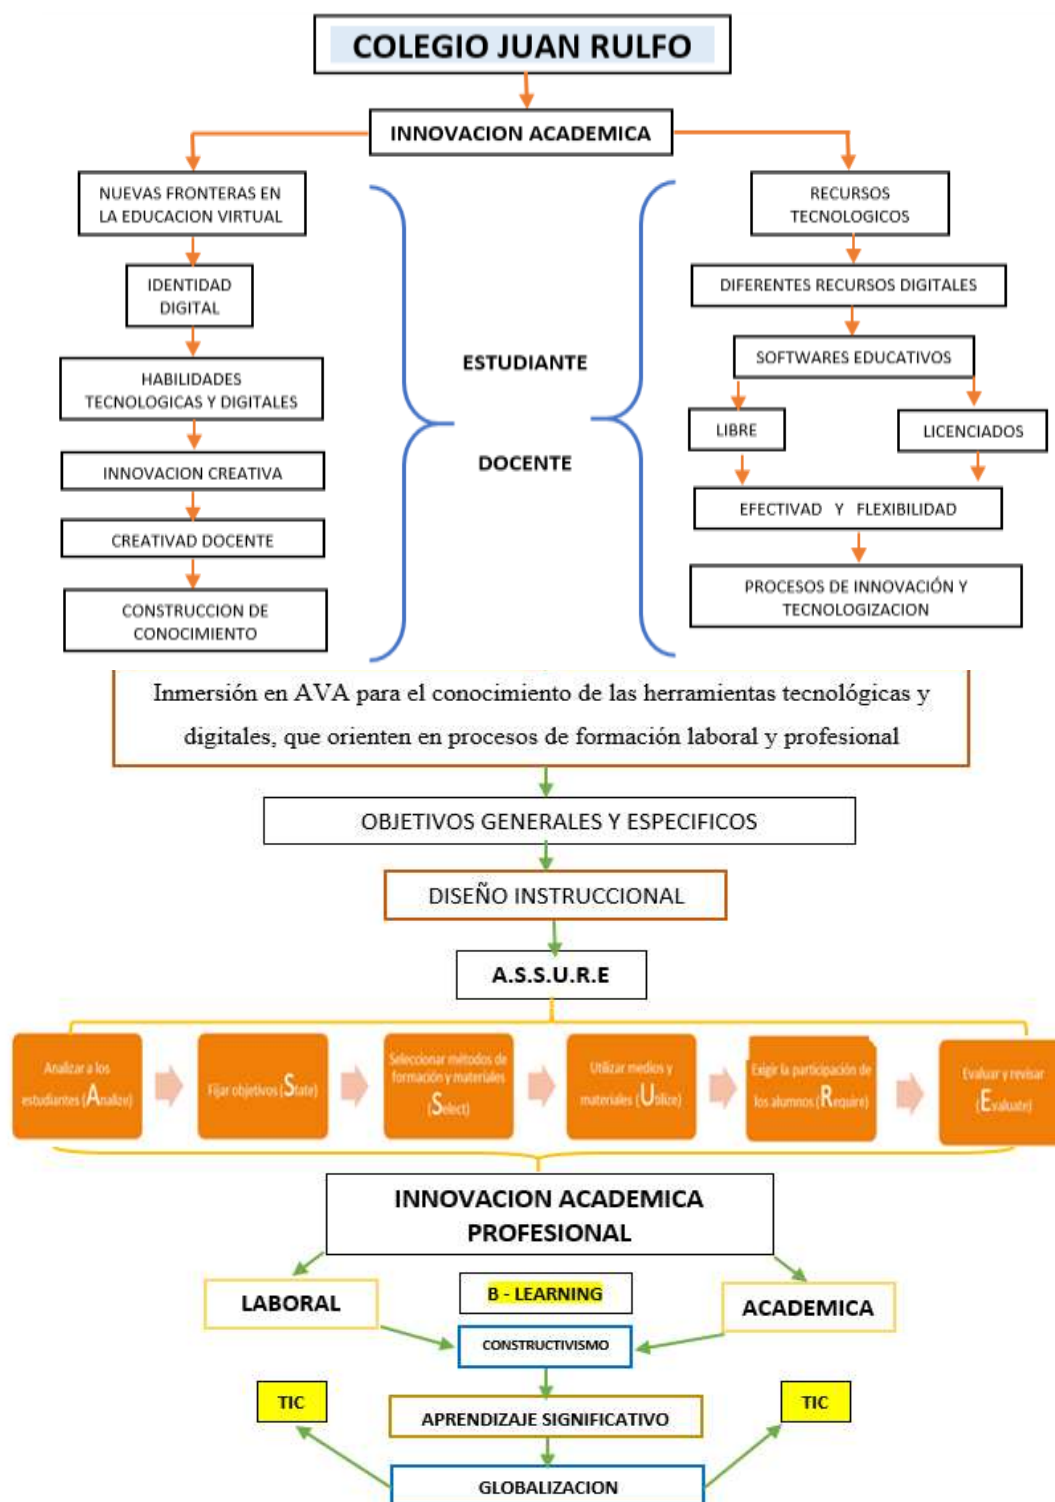 COLEGIO JUAN RULFO
INNOVACION ACADEMICA
NUEVAS FRONTERAS EN
LA EDUCACION VIRTUAL
IDENTIDAD
DIGITAL
HABILIDADES
TECNOLOGICAS Y DIGITALES
INNOVACION CREATIVA
CREATIVAD DOCENTE
CONSTRUCCION DE
CONOCIMIENTO
ESTUDIANTE
DOCENTE
RECURSOS
TECNOLOGICOS
DIFERENTES RECURSOS DIGITALES
SOFTWARES EDUCATIVOS
LIBRE
LICENCIADOS
EFECTIVAD Y FLEXIBILIDAD
PROCESOS DE INNOVACIÓN Y
TECNOLOGIZACION
Inmersión en AVA para el conocimiento de las herramientas tecnológicas y
digitales, que orienten en procesos de formación laboral y profesional
OBJETIVOS GENERALES Y ESPECIFICOS
DISEÑO INSTRUCCIONAL
A.S.S.U.R.E
Analizar a los
estudiantes (Analize)
Fijar objetivos (State)
Seleccionar métodos de
formación y materiales
(Select)
Utilizar medios y
materiales (Utilize)
Exigir la participación de
los alumnos (Require)
Evaluar y revisar
(Evaluate)
INNOVACION ACADEMICA
PROFESIONAL
LABORAL
B - LEARNING
ACADEMICA
CONSTRUCTIVISMO
TIC
APRENDIZAJE SIGNIFICATIVO
TIC
GLOBALIZACION